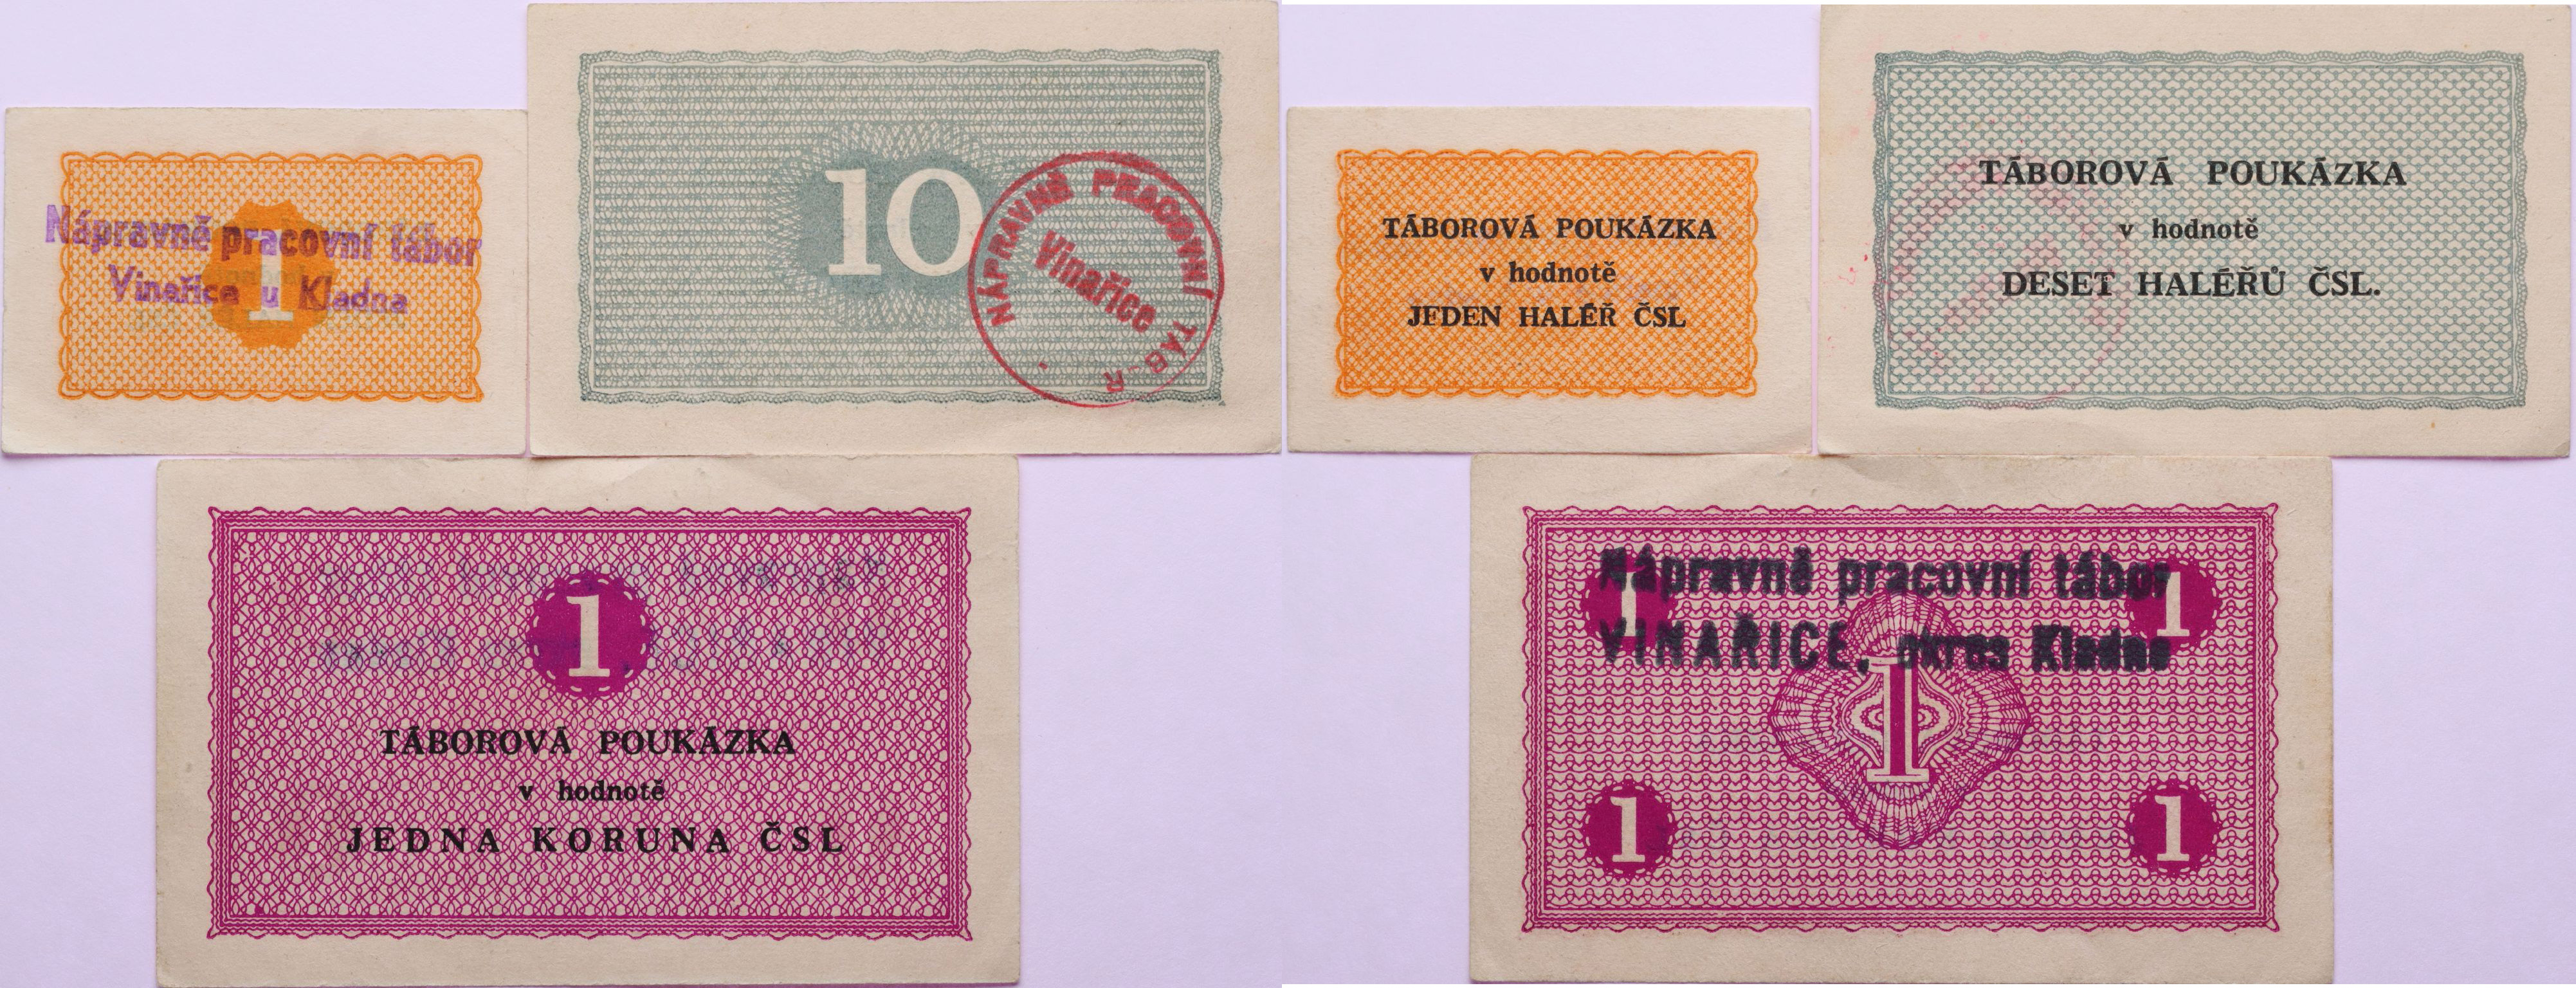 Nápravně pracovní tábor
Vinařice u Kladna
1
10
NÁPRAVNĚ PRACOVNÍ TÁB-R
Vinařice
TÁBOROVÁ POUKÁZKA
v hodnotě
JEDEN HALÉŘ ČSL
TÁBOROVÁ POUKÁZKA
v hodnotě
DESET HALÉŘŮ ČSL.
1
TÁBOROVÁ POUKÁZKA
v hodnotě
JEDNA KORUNA ČSL
Nápravně pracovní tábor
1 1
VINAŘICE, okres Kladno
1
1 1